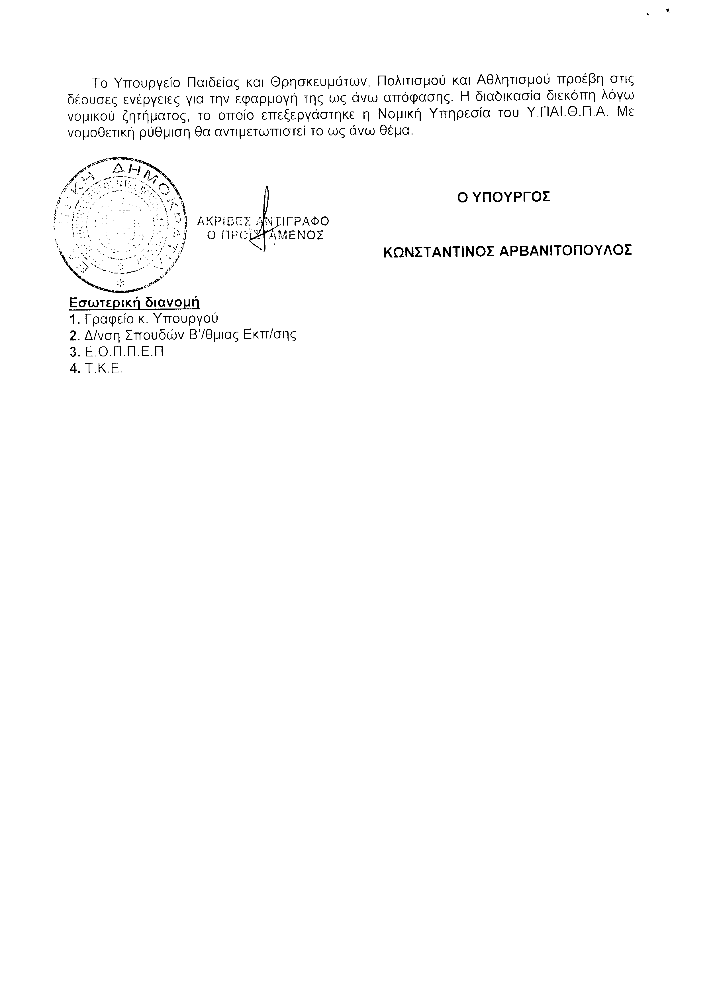 Το Υπουργείο Παιδείας και Θρησκευμάτων, Πολιτισμού και Αθλητισμού προέβη στις
δέουσες ενέργειες για την εφαρμογή της ως άνω απόφασης. Η διαδικασία διεκόπη λόγω
νομικού ζητήματος, το οποίο επεξεργάστηκε η Νομική Υπηρεσία του Υ.ΠΑΙ.Θ.Π.Α. Με
νομοθετική ρύθμιση θα αντιμετωπιστεί το ως άνω θέμα.
ΔΗΜΟΚΡΑΤΙΑ
Ο ΥΠΟΥΡΓΟΣ
ΑΚΡΙΒΕΣ ΑΝΤΙΓΡΑΦΟ
Ο ΠΡΟΪΣΤΑΜΕΝΟΣ
ΚΩΝΣΤΑΝΤΙΝΟΣ ΑΡΒΑΝΙΤΟΠΟΥΛΟΣ
Εσωτερική διανομή
1. Γραφείο κ. Υπουργού
2. Δ/νση Σπουδών Β’/θμιας Εκπ/σης
3. Ε.Ο.Π.Π.Ε.Π
4. Τ.Κ.Ε.